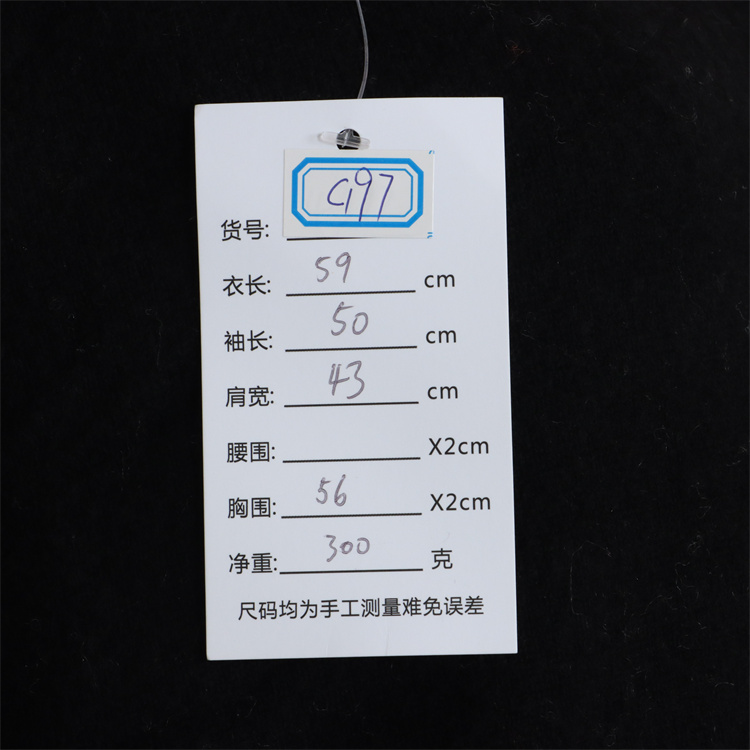 货号: G97
衣长: 59 cm
袖长: 50 cm
肩宽: 43 cm
腰围: X2cm
胸围: 56 X2cm
净重: 300 克
尺码均为手工测量难免误差